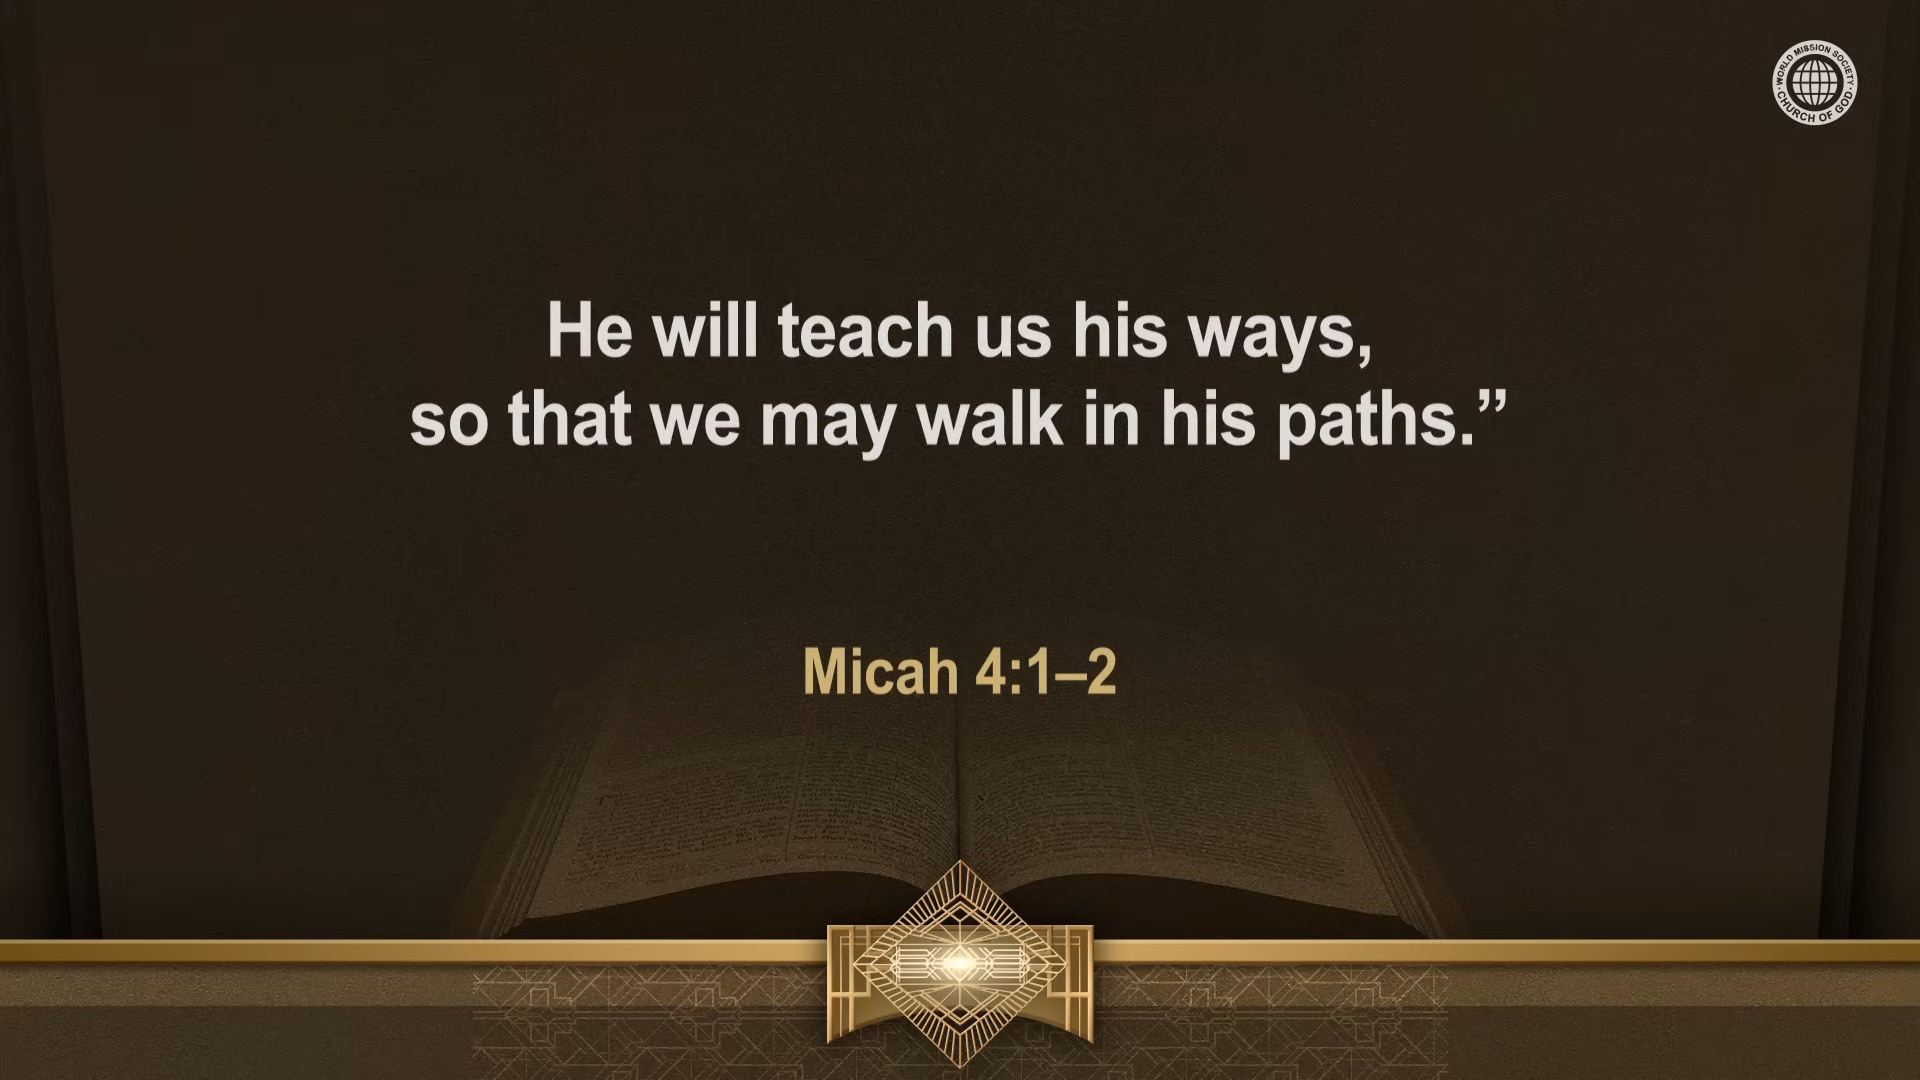 WORLD MISSION SOCIETY
CHURCH OF GOD
He will teach us his ways,
so that we may walk in his paths.”
Micah 4:1–2